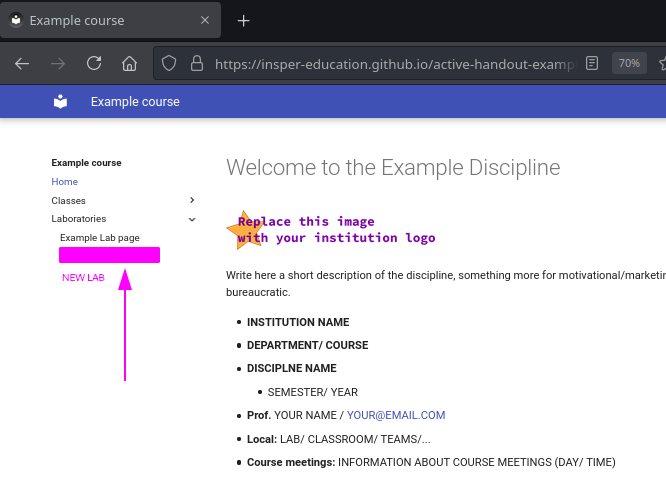 Example course
https://insper-education.github.io/active-handout-examp
70%
Example course
Example course
Home
Classes
Laboratories
Example Lab page
NEW LAB
Welcome to the Example Discipline
Replace this image
with your institution logo
Write here a short description of the discipline, something more for motivational/marketin
bureaucratic.
INSTITUTION NAME
DEPARTMENT/ COURSE
DISCIPLNE NAME
SEMESTER/ YEAR
Prof. YOUR NAME / YOUR@EMAIL.COM
Local: LAB/ CLASSROOM/ TEAMS/...
Course meetings: INFORMATION ABOUT COURSE MEETINGS (DAY/ TIME)